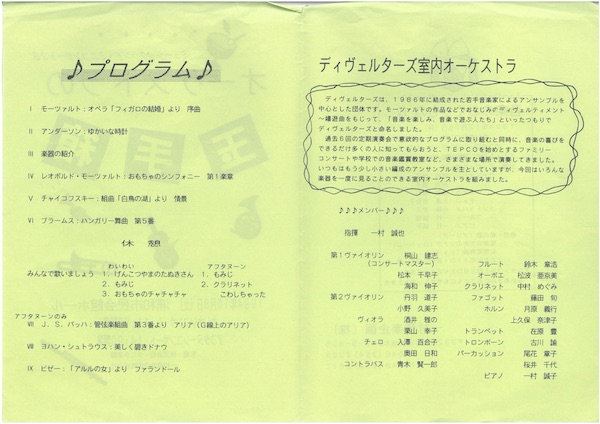 ♪プログラム♪
Ⅰ モーツァルト：オペラ「フィガロの結婚」より 序曲
Ⅱ アンダーソン：ゆかいな時計
Ⅲ 楽器の紹介
Ⅳ レオポルド・モーツァルト：おもちゃのシンフォニー 第１楽章
Ⅴ チャイコフスキー：組曲「白鳥の湖」より 情景
Ⅵ ブラームス：ハンガリー舞曲 第５番
休 憩
わいわい アフタヌーン
みんなで歌いましょう １．げんこつやまのたぬきさん １．もみじ
２．もみじ ２．クラリネット
３．おもちゃのチャチャチャ こわしちゃった
アフタヌーンのみ
Ⅶ Ｊ．Ｓ．バッハ：管弦楽組曲 第３番より アリア（Ｇ線上のアリア）
Ⅷ ヨハン・シュトラウス：美しく碧きドナウ
Ⅸ ビゼー：「アルルの女」より ファランドール
ディヴェルターズ室内オーケストラ
ディヴェルターズは、１９８６年に結成された若手音楽家によるアンサンブルを
中心とした団体です。モーツァルトの作品などでおなじみのディヴェルティメント
～嬉遊曲をもじって、「音楽を楽しみ、音楽で遊ぶ人たち」といったつもりで
ディヴェルターズと命名しました。
過去６回の定期演奏会で意欲的なプログラムに取り組むと同時に、音楽の喜びを
できるだけ多くの人に知ってもらおうと、ＴＥＰＣＯを始めとするファミリー
コンサートや学校での音楽鑑賞教室など、さまざまな場所で演奏してきました。
いつもはもう少し小さい編成のアンサンブルを主としていますが、今回はいろんな
楽器を一度に見ることのできる室内オーケストラを組みました。
♪♪♪メンバー♪♪♪
指揮 一村 誠也
第１ヴァイオリン 桐山 建志 フルート 鈴木 章浩
（コンサートマスター） オーボエ 松波 亜奈美
松本 千早子 クラリネット 中村 めぐみ
海和 伸子 ファゴット 藤田 旬
第２ヴァイオリン 丹羽 道子 ホルン 月原 義行
小野 久美子 上久保 奈津子
ヴィオラ 酒井 雅の トランペット 在原 豊
栗山 幸子 トロンボーン 古川 諭
チェロ 入澤 百合子 パーカッション 尾花 章子
奥田 日和 桜井 千代
コントラバス 青木 賢一郎 ピアノ 一村 誠子